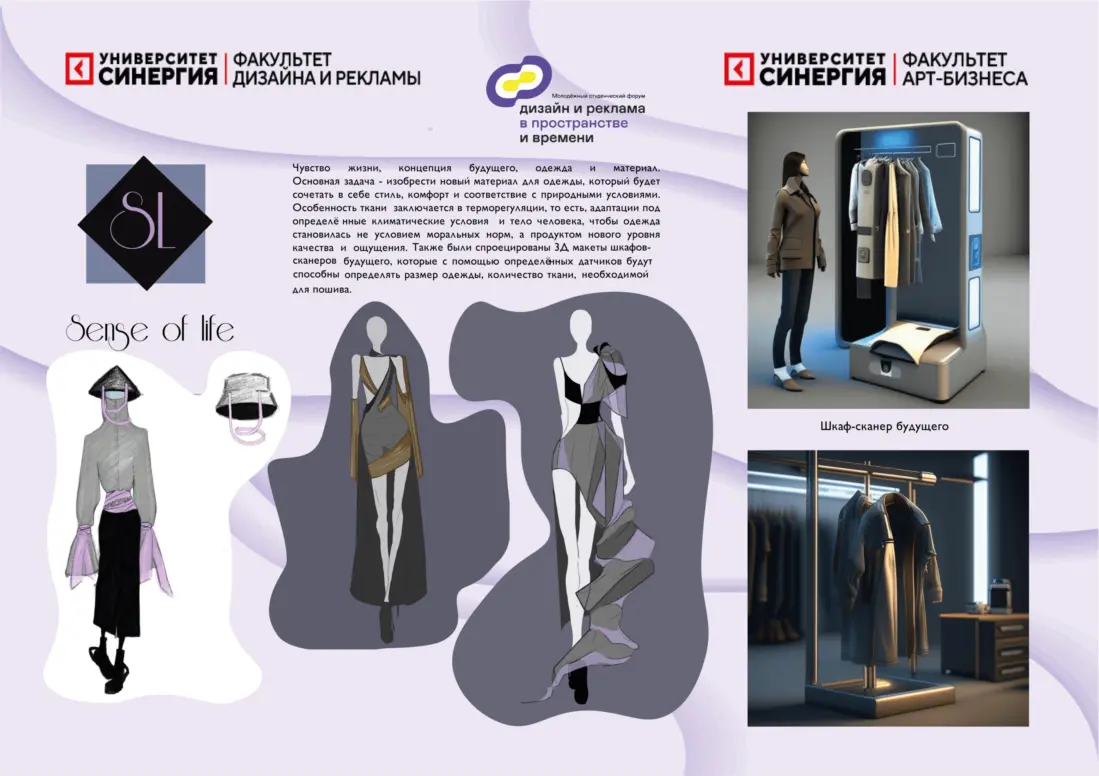 УНИВЕРСИТЕТ
СИНЕРГИЯ
ФАКУЛЬТЕТ
ДИЗАЙНА И РЕКЛАМЫ
Молодёжный студенческий форум
дизайн и реклама
в пространстве
и времени
УНИВЕРСИТЕТ
СИНЕРГИЯ
ФАКУЛЬТЕТ
АРТ-БИЗНЕСА
SL
Sense of life
Чувство жизни, концепция будущего, одежда и материал.
Основная задача - изобрести новый материал для одежды, который будет
сочетать в себе стиль, комфорт и соответствие с природными условиями.
Особенность ткани заключается в терморегуляции, то есть, адаптации под
определё нные климатические условия и тело человека, чтобы одежда
становилась не условием моральных норм, а продуктом нового уровня
качества и ощущения. Также были спроецированы 3Д макеты шкафов-
сканеров будущего, которые с помощью определённых датчиков будут
способны определять размер одежды, количество ткани, необходимой
для пошива.
Шкаф-сканер будущего